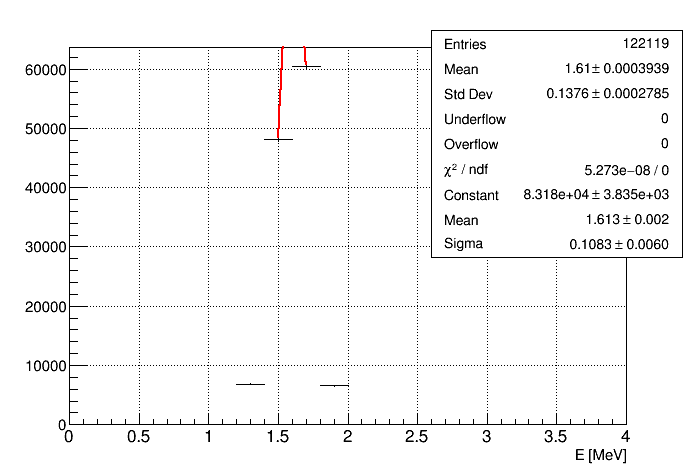 Entries 122119
Mean 1.61± 0.0003939
Std Dev 0.1376 ± 0.0002785
Underflow 0
Overflow 0
χ² / ndf 5.273e−08 / 0
Constant 8.318e+04 ± 3.835e+03
Mean 1.613 ± 0.002
Sigma 0.1083 ± 0.0060
60000
50000
40000
30000
20000
10000
0
0 0.5 1 1.5 2 2.5 3 3.5 4
E [MeV]